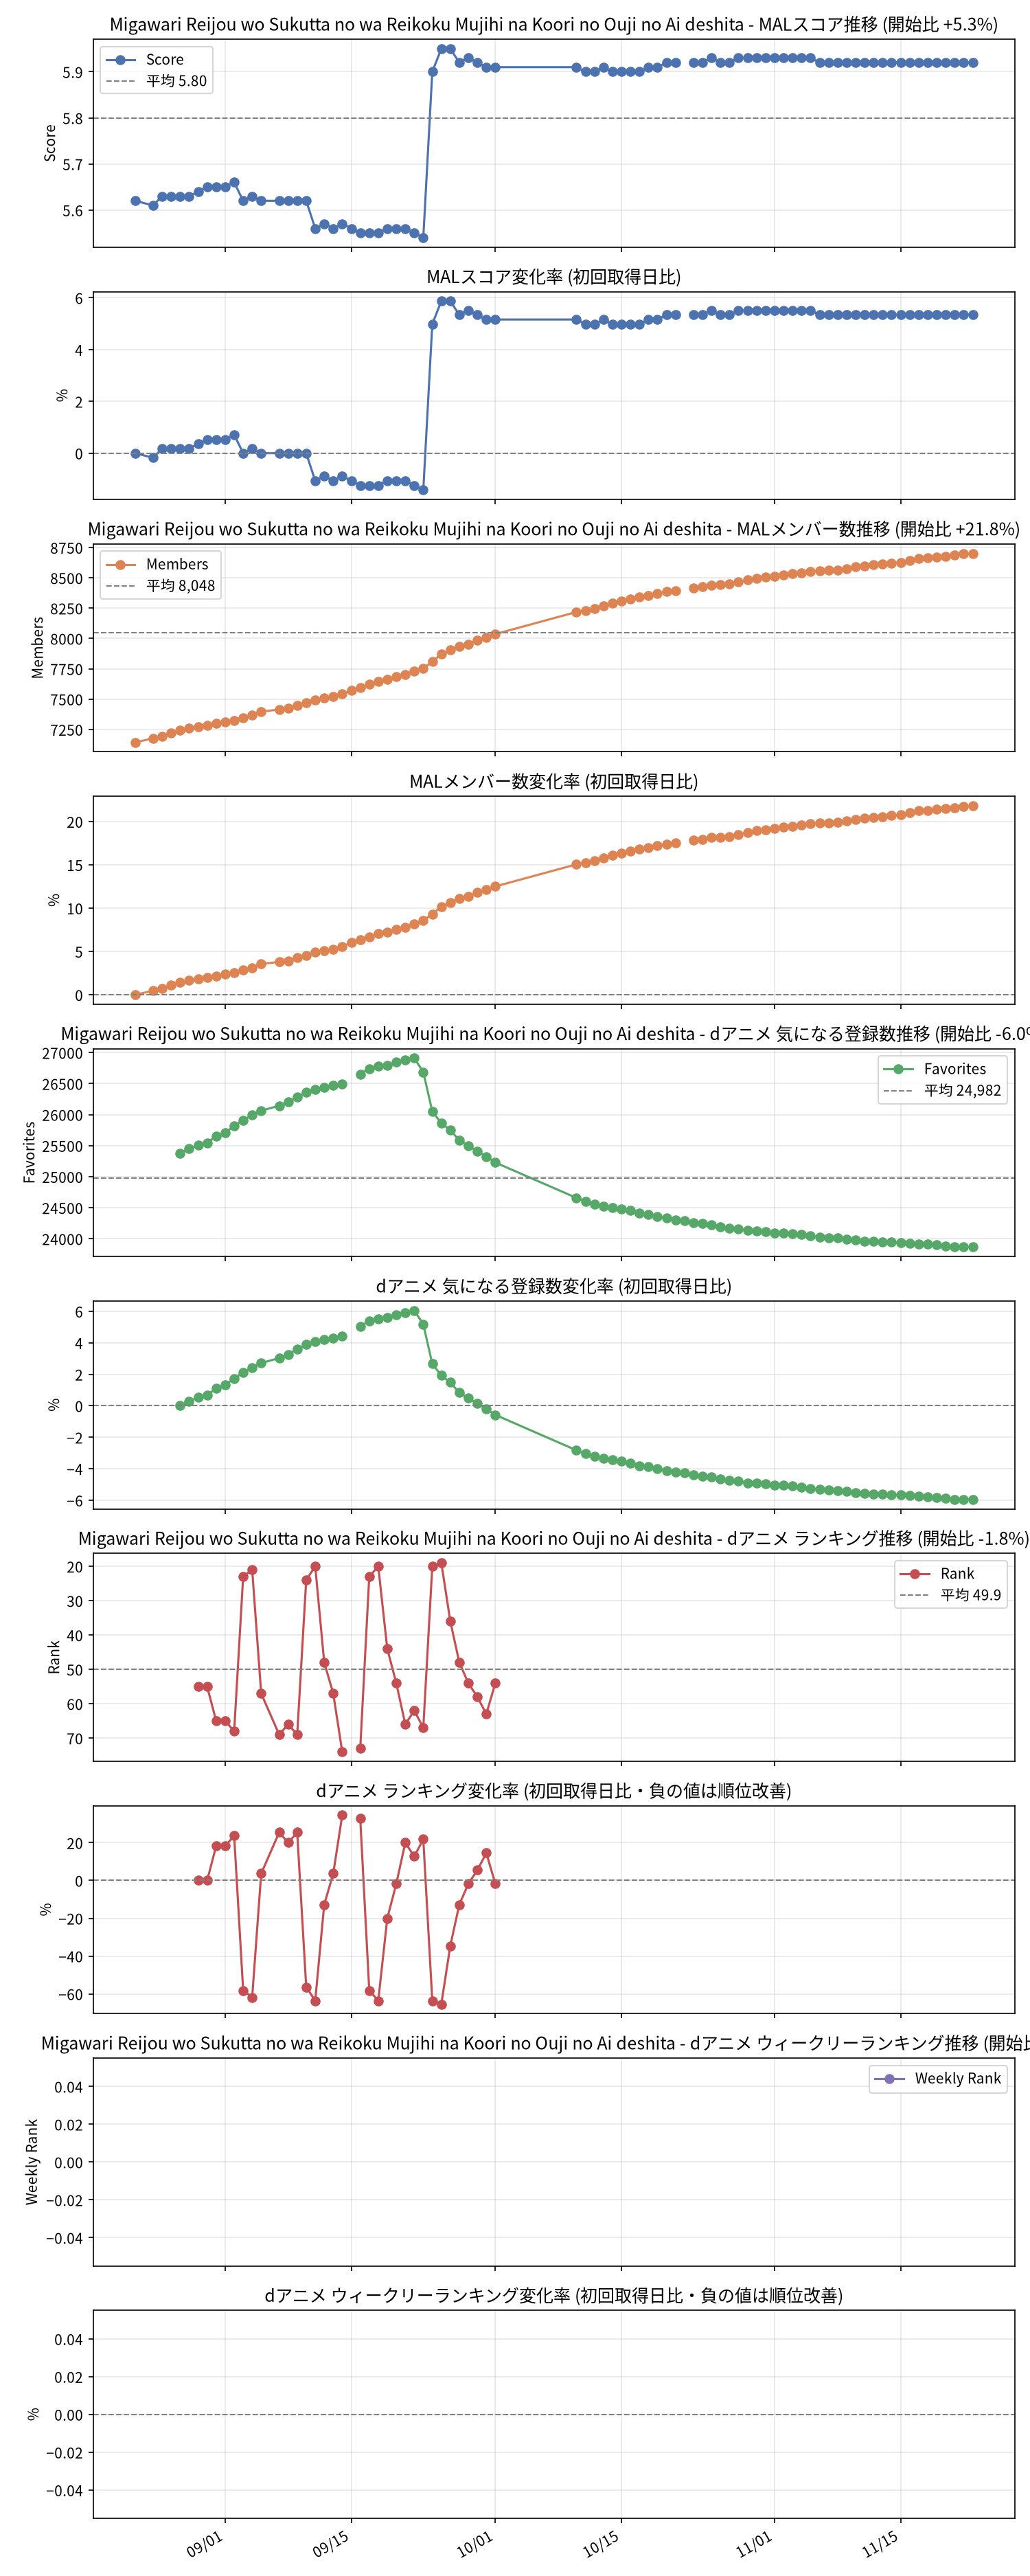 Migawari Reijou wo Sukutta no wa Reikoku Mujihi na Koori no Ouji no Ai deshita - MALスコア推移 (開始比 +5.3%)
Score
平均 5.80
5.9
5.8
5.7
5.6
Score
MALスコア変化率 (初回取得日比)
6
4
2
0
%
Migawari Reijou wo Sukutta no wa Reikoku Mujihi na Koori no Ouji no Ai deshita - MALメンバー数推移 (開始比 +21.8%)
Members
平均 8,048
8750
8500
8250
8000
7750
7500
7250
Members
MALメンバー数変化率 (初回取得日比)
20
15
10
5
0
%
Migawari Reijou wo Sukutta no wa Reikoku Mujihi na Koori no Ouji no Ai deshita - dアニメ 気になる登録数推移 (開始比 -6.0%
Favorites
平均 24,982
27000
26500
26000
25500
25000
24500
24000
Favorites
dアニメ 気になる登録数変化率 (初回取得日比)
6
4
2
0
−2
−4
−6
%
Migawari Reijou wo Sukutta no wa Reikoku Mujihi na Koori no Ouji no Ai deshita - dアニメ ランキング推移 (開始比 -1.8%)
Rank
平均 49.9
20
30
40
50
60
70
Rank
dアニメ ランキング変化率 (初回取得日比・負の値は順位改善)
20
0
−20
−40
−60
%
Migawari Reijou wo Sukutta no wa Reikoku Mujihi na Koori no Ouji no Ai deshita - dアニメ ウィークリーランキング推移 (開始比
Weekly Rank
0.04
0.02
0.00
−0.02
−0.04
Weekly Rank
dアニメ ウィークリーランキング変化率 (初回取得日比・負の値は順位改善)
0.04
0.02
0.00
−0.02
−0.04
%
09/01
09/15
10/01
10/15
11/01
11/15